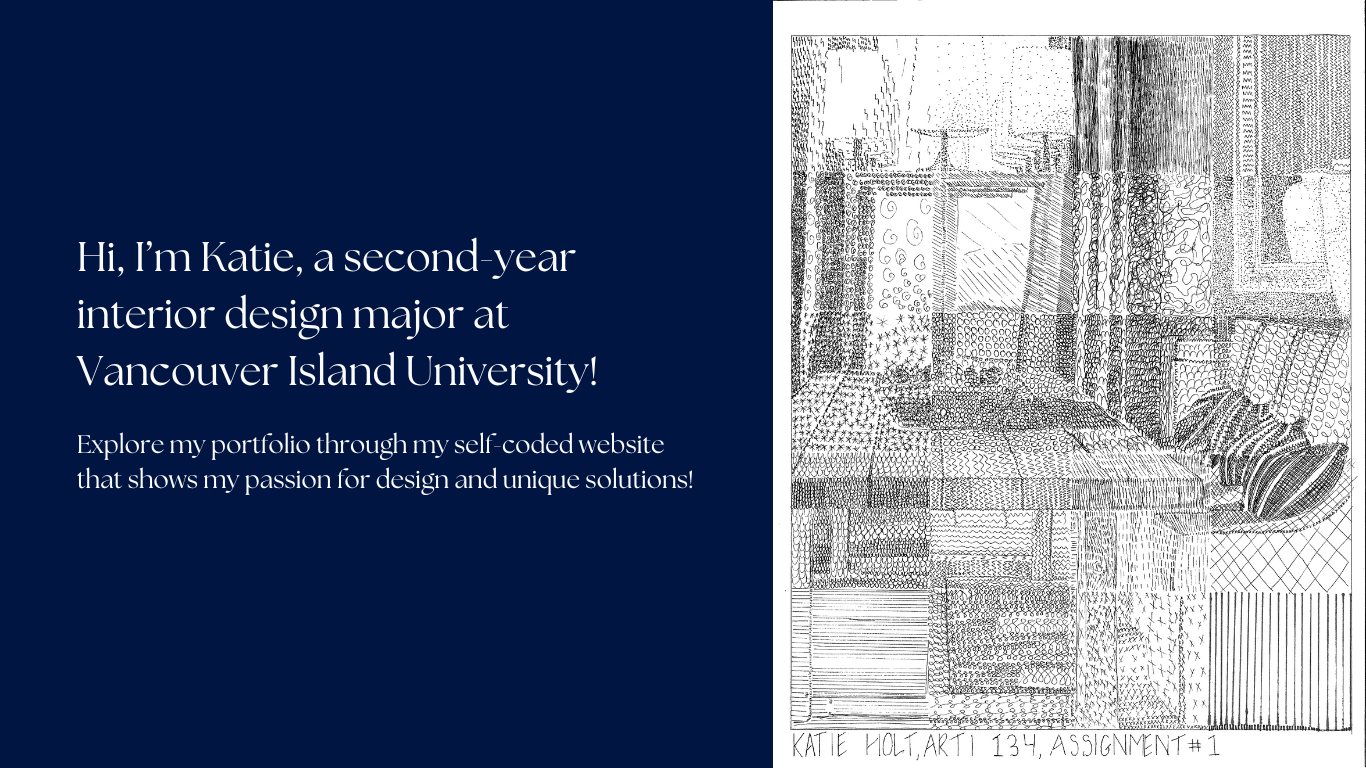 Hi, I'm Katie, a second-year
interior design major at
Vancouver Island University!
Explore my portfolio through my self-coded website
that shows my passion for design and unique solutions!
KATIE HOLT, ARTI 134, ASSIGNMENT #1